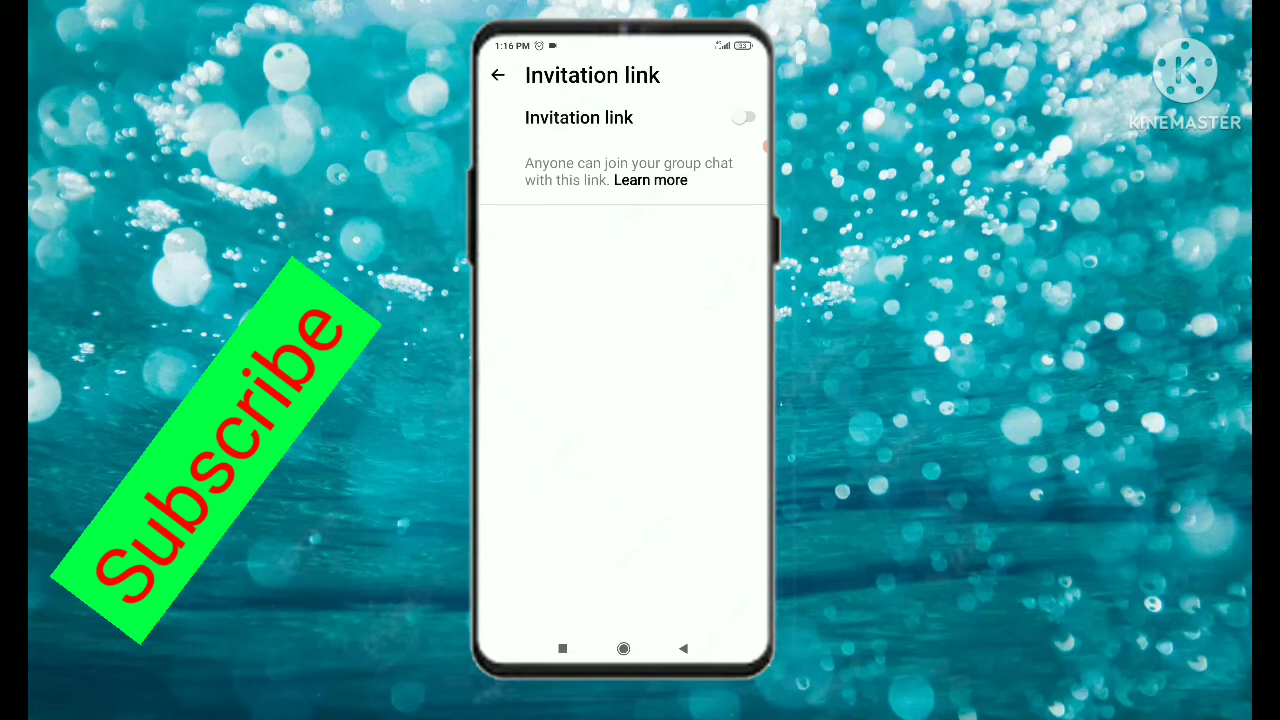 1:16 PM
33
Invitation link
Invitation link
Anyone can join your group chat
with this link. Learn more
Subscribe
K
KINEMASTER